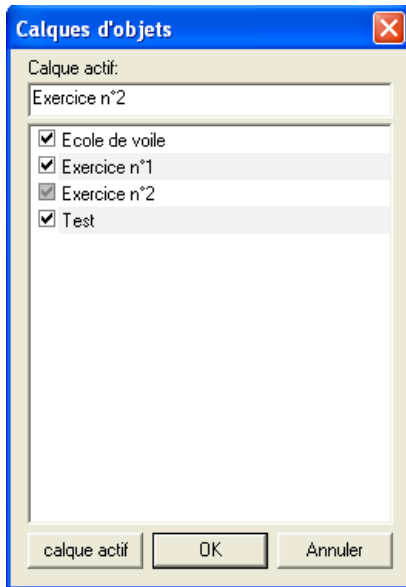 Calques d'objets
Calque actif:
Exercice n°2
Ecole de voile
Exercice n°1
Exercice n°2
Test
calque actif OK Annuler